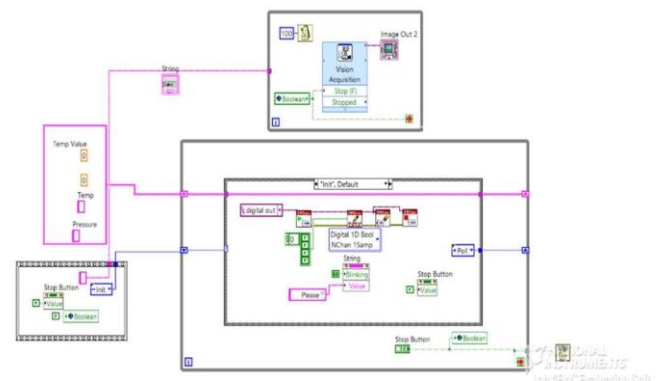 100
Image Out 2
String
Vision
Acquisition
Boolean
Stop (F)
Stopped
i
Temp Value
Temp
Pressure
"Init", Default
digital out
Digital 1D Bool
NChan 1Samp
Poll
String
Blinking
Value
Please
Stop Button
Value
Init
Stop Button
Value
Boolean
Stop Button
Boolean
i
NATIONAL
INSTRUMENTS